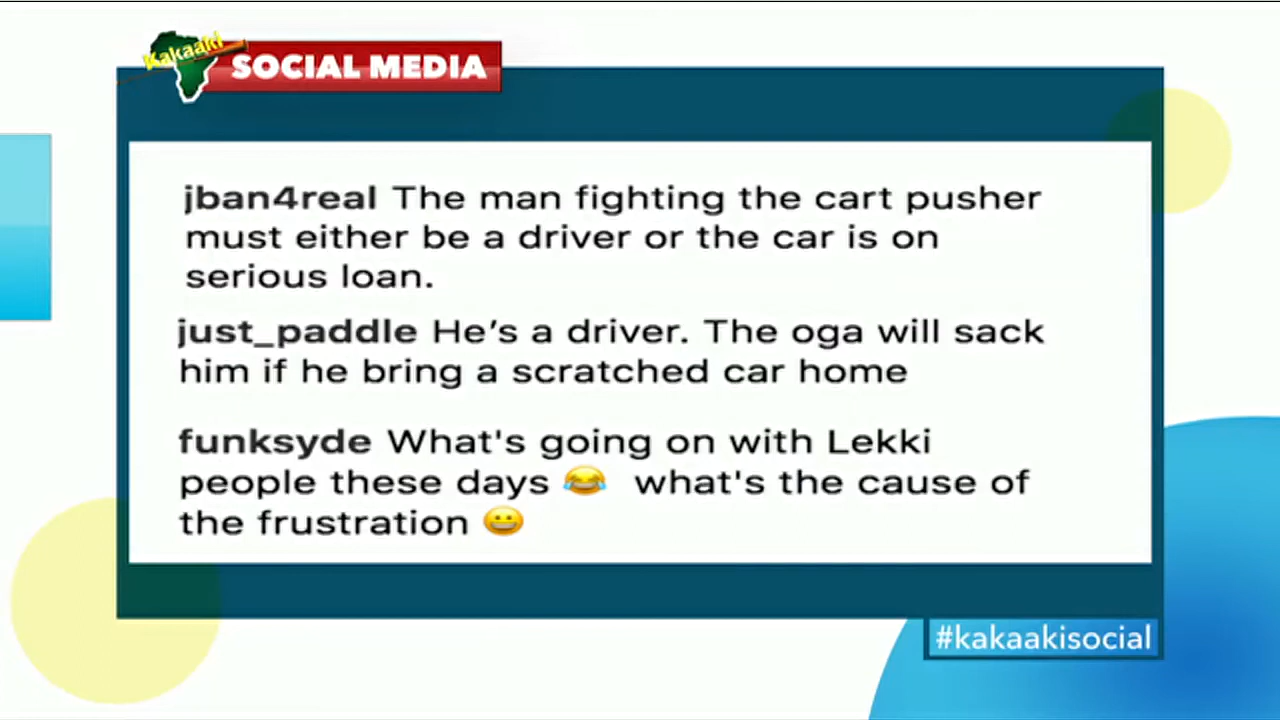 Kakaaki
SOCIAL MEDIA
jban4real The man fighting the cart pusher
must either be a driver or the car is on
serious loan.
just_paddle He's a driver. The oga will sack
him if he bring a scratched car home
funksyde What's going on with Lekki
people these days 😂 what's the cause of
the frustration 😀
#kakaakisocial